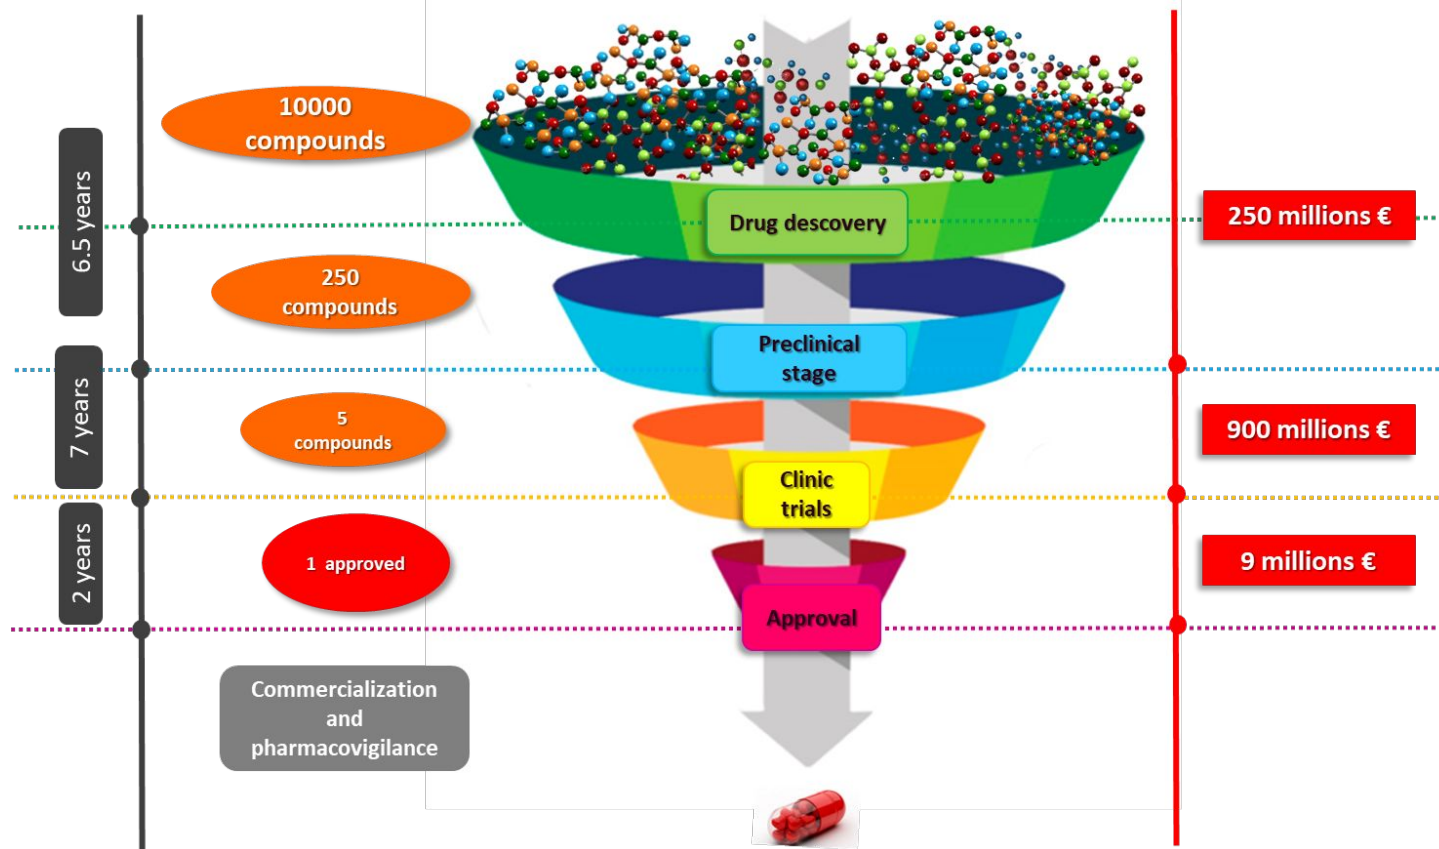 10000
compounds
6.5 years
Drug descovery
250 millions €
250
compounds
Preclinical
stage
7 years
5
compounds
900 millions €
Clinic
trials
2 years
1 approved
9 millions €
Approval
Commercialization
and
pharmacovigilance